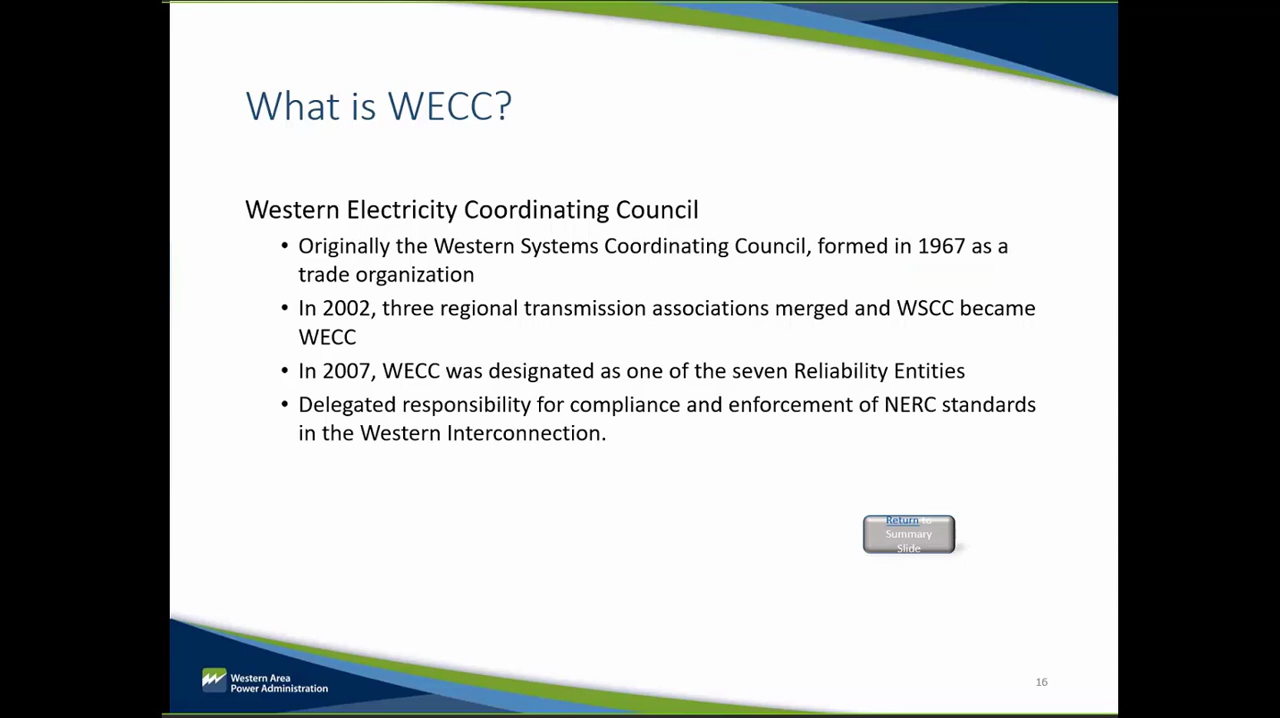 What is WECC?
Western Electricity Coordinating Council
• Originally the Western Systems Coordinating Council, formed in 1967 as a
trade organization
• In 2002, three regional transmission associations merged and WSCC became
WECC
• In 2007, WECC was designated as one of the seven Reliability Entities
• Delegated responsibility for compliance and enforcement of NERC standards
in the Western Interconnection.
Return to
Summary
Slide
Western Area
Power Administration
16